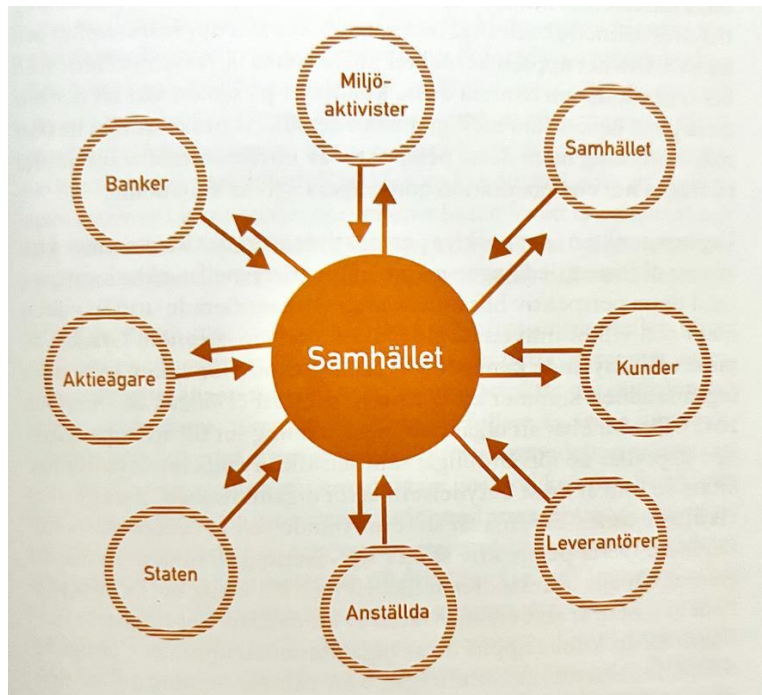 Miljö-
aktivister
Samhället
Banker
Samhället
Aktieägare
Kunder
Staten
Anställda
Leverantörer